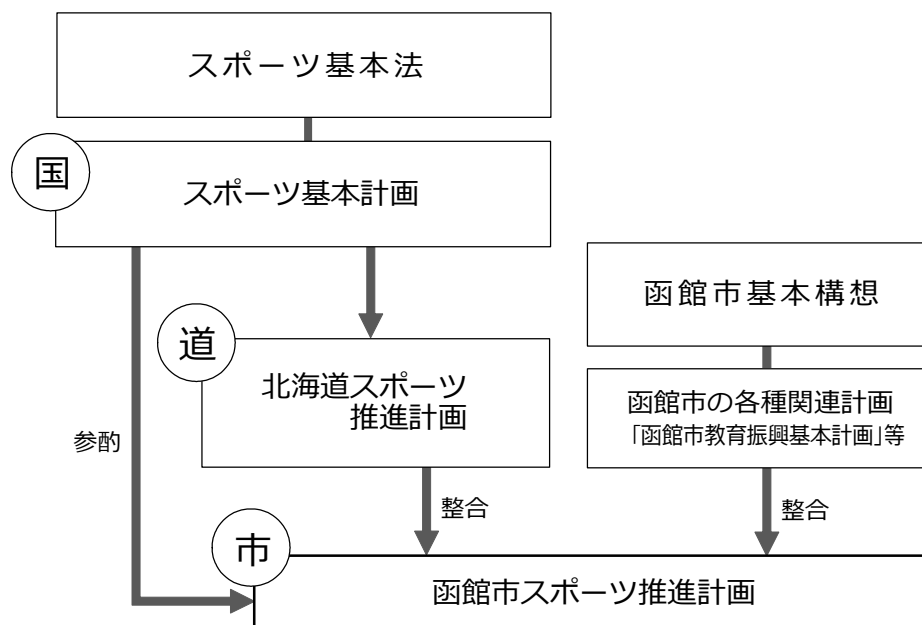 スポーツ基本法
国
スポーツ基本計画
函館市基本構想
道
北海道スポーツ
推進計画
函館市の各種関連計画
「函館市教育振興基本計画」等
参酌
整合
整合
市
函館市スポーツ推進計画